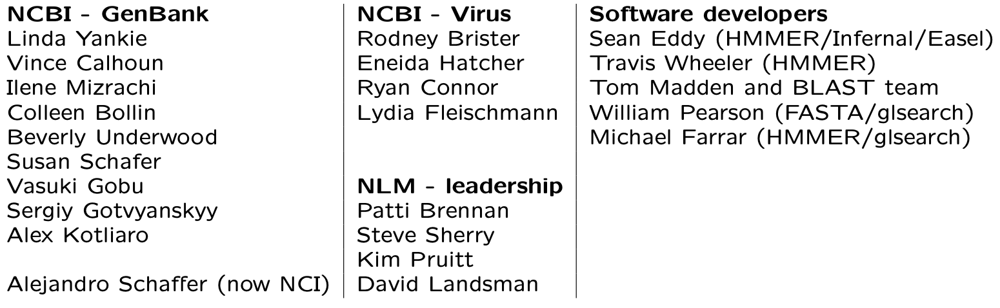 NCBI - GenBank
Linda Yankie
Vince Calhoun
Ilene Mizrachi
Colleen Bollin
Beverly Underwood
Susan Schafer
Vasuki Gobu
Sergiy Gotvyanskyy
Alex Kotliaro
Alejandro Schaffer (now NCI)
NCBI - Virus
Rodney Brister
Eneida Hatcher
Ryan Connor
Lydia Fleischmann
NLM - leadership
Patti Brennan
Steve Sherry
Kim Pruitt
David Landsman
Software developers
Sean Eddy (HMMER/Infernal/Easel)
Travis Wheeler (HMMER)
Tom Madden and BLAST team
William Pearson (FASTA/glsearch)
Michael Farrar (HMMER/glsearch)